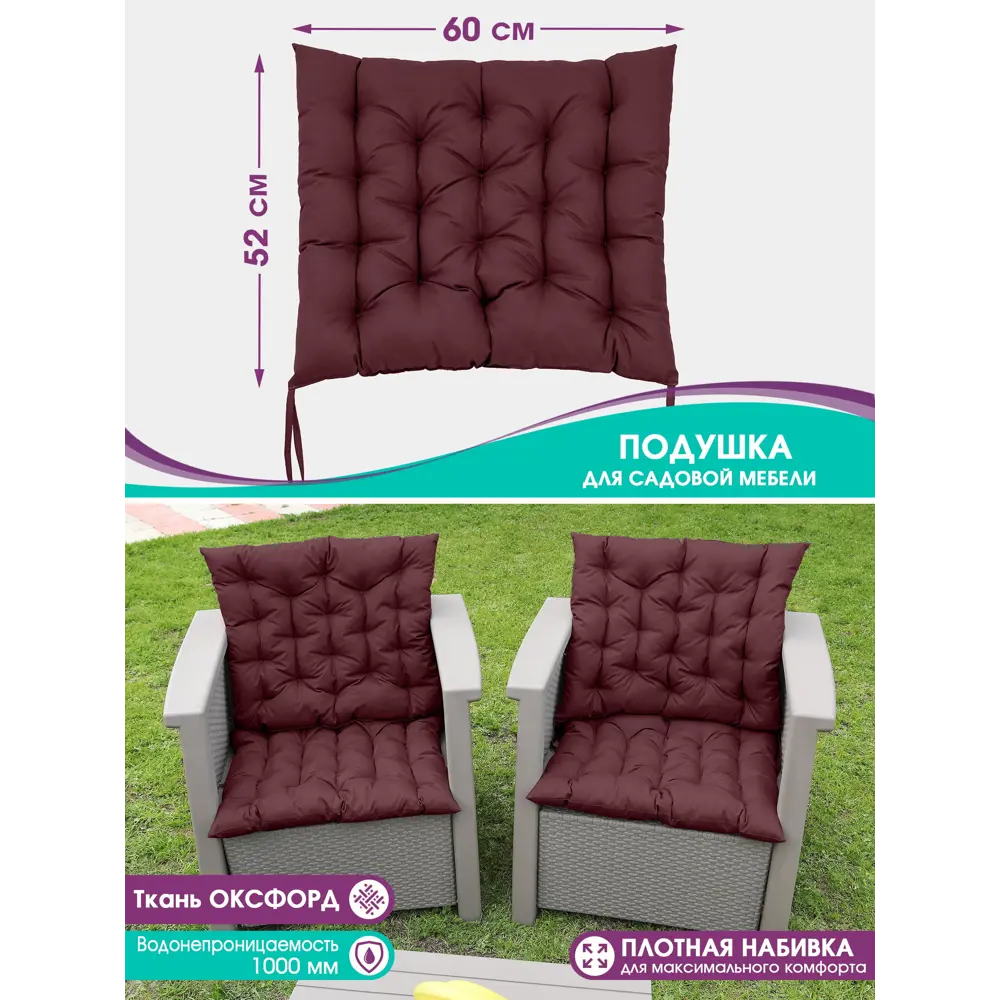 60 см
52 см
ПОДУШКА
ДЛЯ САДОВОЙ МЕБЕЛИ
Ткань ОКСФОРД
Водонепроницаемость
1000 мм
ПЛОТНАЯ НАБИВКА
для максимального комфорта